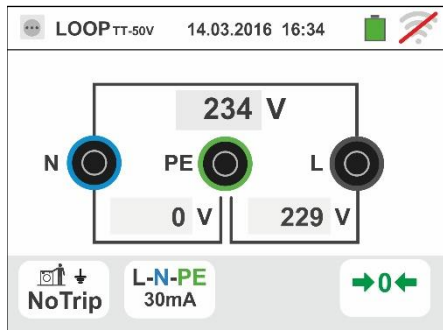 LOOP TT-50V 14.03.2016 16:34
234 V
N PE L
0 V 229 V
NoTrip
L-N-PE
30mA
➔0←